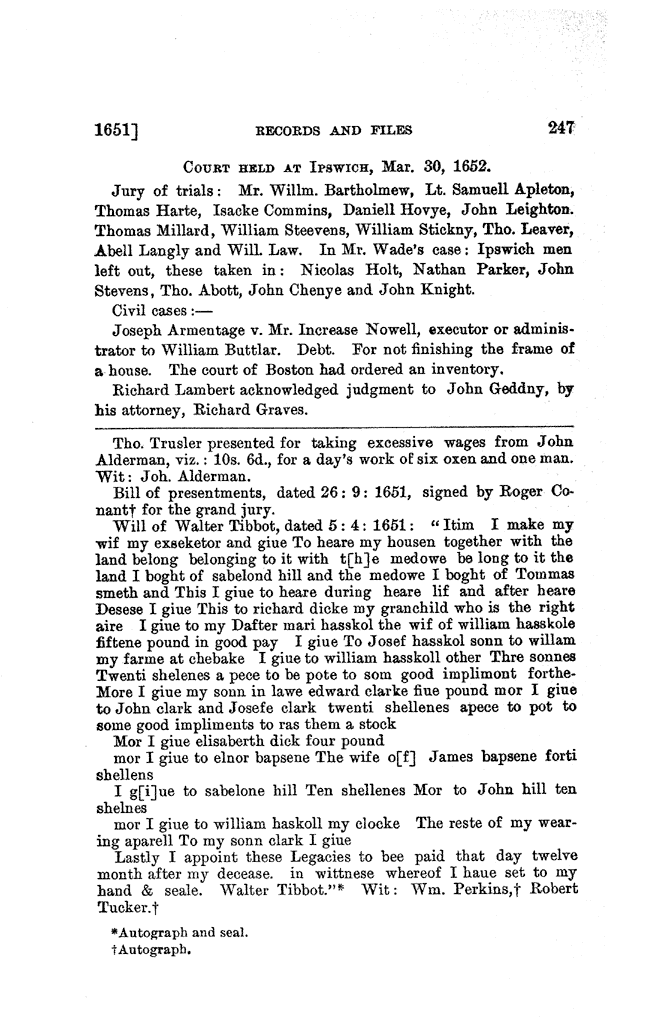 1651] RECORDS AND FILES 247
COURT HELD AT IPSWICH, Mar. 30, 1652.
Jury of trials: Mr. Willm. Bartholmew, Lt. Samuell Apleton,
Thomas Harte, Isacke Commins, Daniell Hovye, John Leighton.
Thomas Millard, William Steevens, William Stickny, Tho. Leaver,
Abell Langly and Will. Law. In Mr. Wade's case: Ipswich men
left out, these taken in: Nicolas Holt, Nathan Parker, John
Stevens, Tho. Abott, John Chenye and John Knight.
Civil cases:—
Joseph Armentage v. Mr. Increase Nowell, executor or adminis-
trator to William Buttlar. Debt. For not finishing the frame of
a house. The court of Boston had ordered an inventory.
Richard Lambert acknowledged judgment to John Geddny, by
his attorney, Richard Graves.
Tho. Trusler presented for taking excessive wages from John
Alderman, viz.: 10s. 6d., for a day's work of six oxen and one man.
Wit: Joh. Alderman.
Bill of presentments, dated 26: 9: 1651, signed by Roger Co-
nant† for the grand jury.
Will of Walter Tibbot, dated 5: 4: 1651: "Itim I make my
wif my exseketor and giue To heare my housen together with the
land belong belonging to it with t[h]e medowe be long to it the
land I boght of sabelond hill and the medowe I boght of Tommas
smeth and This I giue to heare during heare lif and after heare
Desese I giue This to richard dicke my granchild who is the right
aire I giue to my Dafter mari hasskol the wif of william hasskole
fiftene pound in good pay I giue To Josef hasskol sonn to willam
my farme at chebake I giue to william hasskoll other Thre sonnes
Twenti shelenes a pece to be pote to som good implimont forthe-
More I giue my sonn in lawe edward clarke fiue pound mor I giue
to John clark and Josefe clark twenti shellenes apece to pot to
some good impliments to ras them a stock
Mor I giue elisaberth dick four pound
mor I giue to elnor bapsene The wife o[f] James bapsene forti
shellens
I g[i]ue to sabelone hill Ten shellenes Mor to John hill ten
shelnes
mor I giue to william haskoll my clocke The reste of my wear-
ing aparell To my sonn clark I giue
Lastly I appoint these Legacies to bee paid that day twelve
month after my decease. in wittnese whereof I haue set to my
hand & seale. Walter Tibbot."* Wit: Wm. Perkins,† Robert
Tucker.†
*Autograph and seal.
†Autograph.